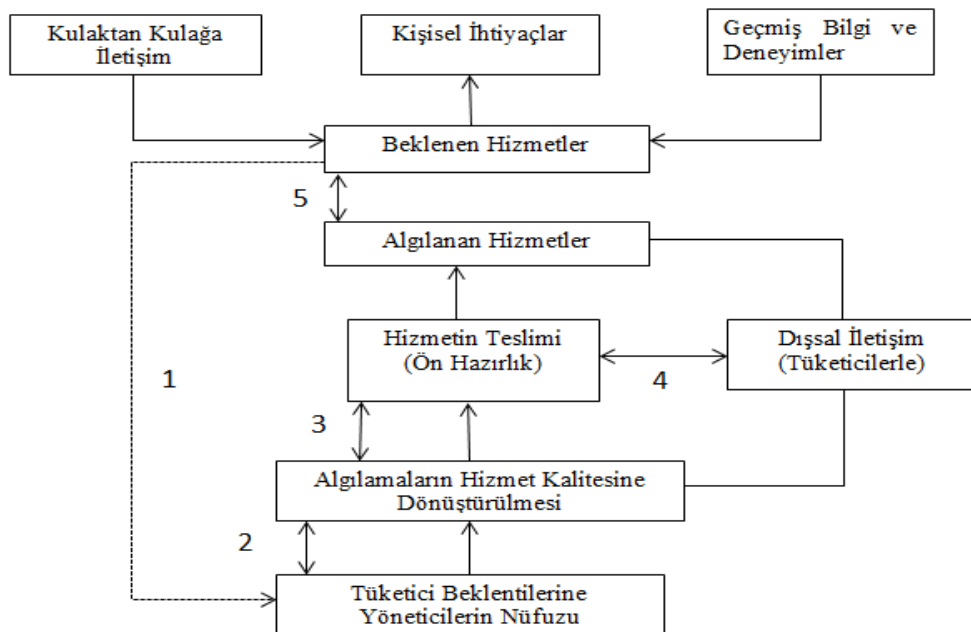 Kulaktan Kulağa
İletişim
Kişisel İhtiyaçlar
Geçmiş Bilgi ve
Deneyimler
Beklenen Hizmetler
5
Algılanan Hizmetler
Hizmetin Teslimi
(Ön Hazırlık)
Dışsal İletişim
(Tüketicilerle)
1
4
3
Algılamaların Hizmet Kalitesine
Dönüştürülmesi
2
Tüketici Beklentilerine
Yöneticilerin Nüfuzu